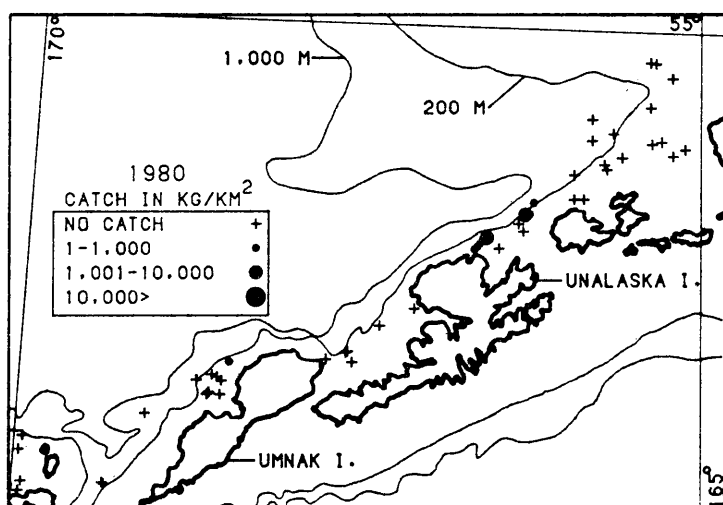 170°
55°
1,000 M
200 M
1980
CATCH IN KG/KM²
NO CATCH +
1-1,000
1,001-10,000
10,000>
UNALASKA I.
UMNAK I.
165°